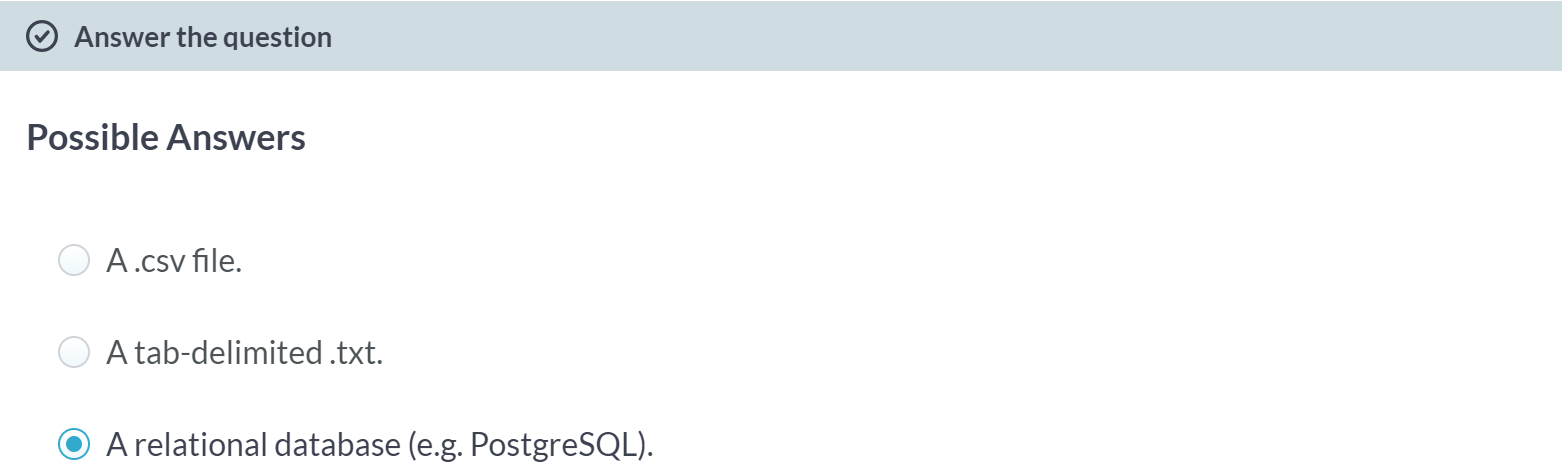 Answer the question
Possible Answers
A .csv file.
A tab-delimited .txt.
A relational database (e.g. PostgreSQL).